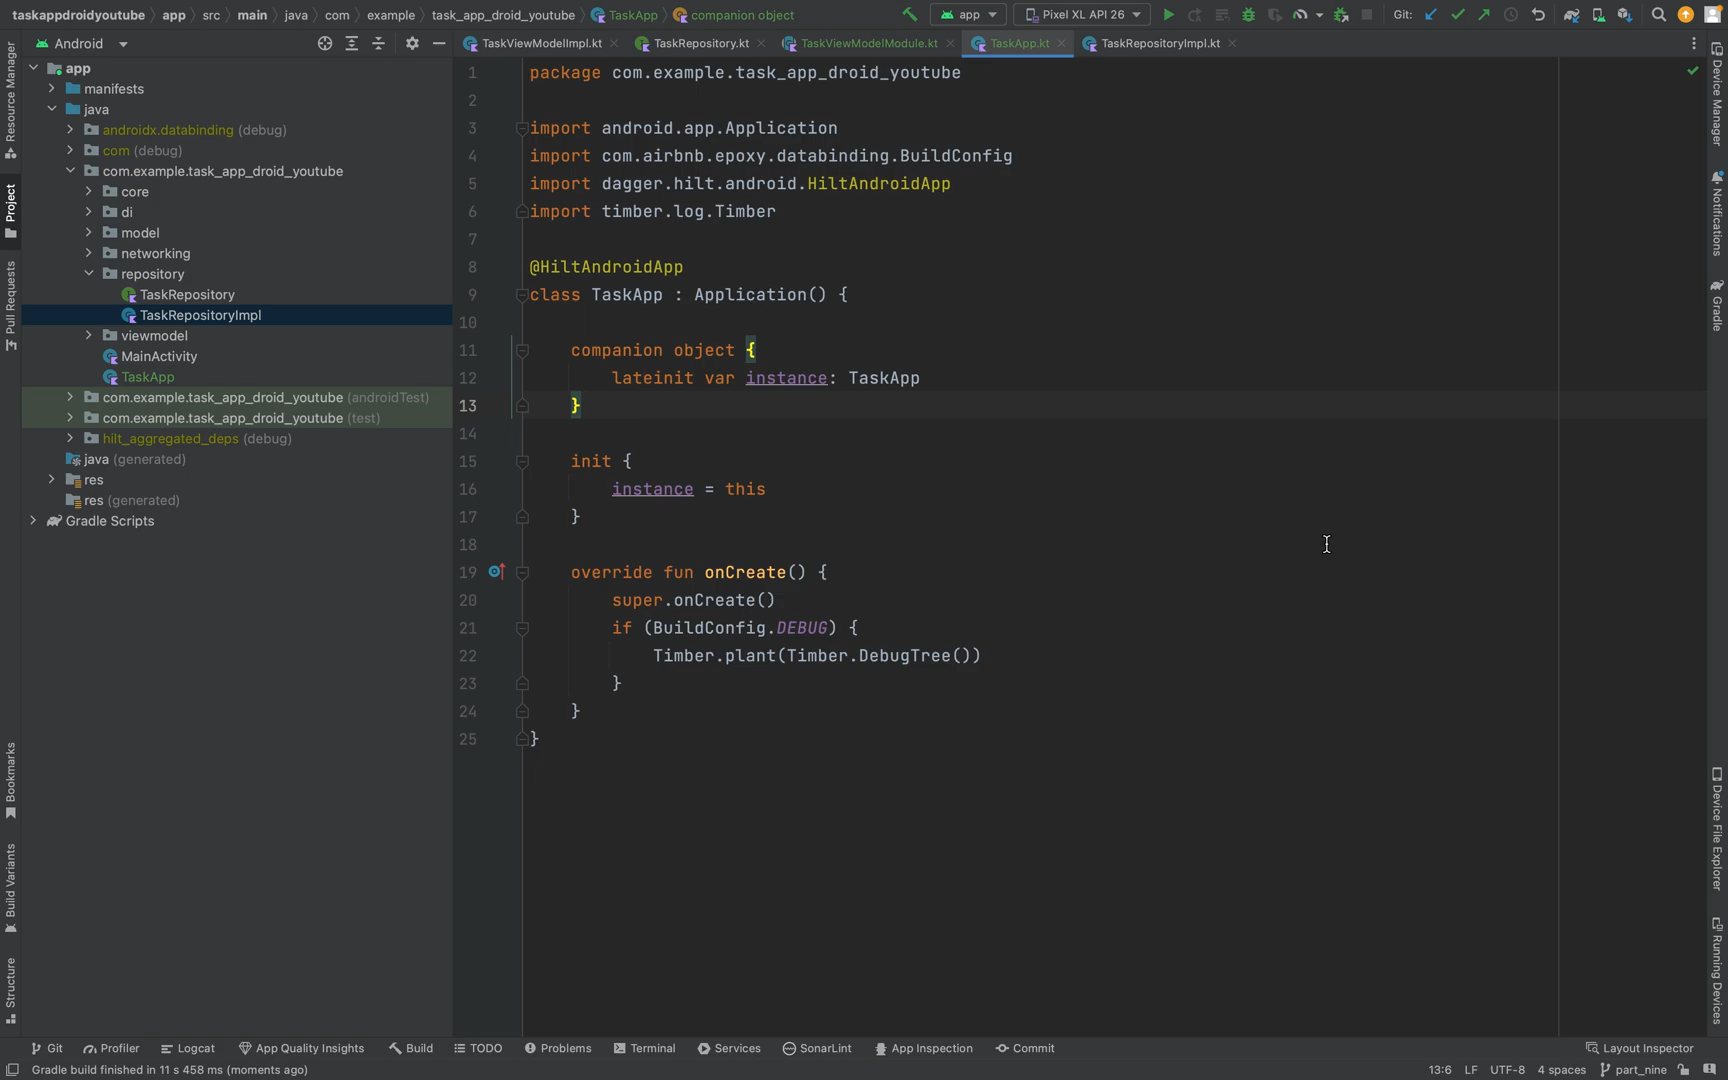 taskappdroidyoutube app src main java com example task_app_droid_youtube TaskApp companion object
app Pixel XL API 26 Git:
Android
TaskViewModelImpl.kt TaskRepository.kt TaskViewModelModule.kt TaskApp.kt TaskRepositoryImpl.kt
Resource Manager
Project
Pull Requests
Bookmarks
Build Variants
Structure
app
manifests
java
androidx.databinding (debug)
com (debug)
com.example.task_app_droid_youtube
core
di
model
networking
repository
TaskRepository
TaskRepositoryImpl
viewmodel
MainActivity
TaskApp
com.example.task_app_droid_youtube (androidTest)
com.example.task_app_droid_youtube (test)
hilt_aggregated_deps (debug)
java (generated)
res
res (generated)
Gradle Scripts
1 package com.example.task_app_droid_youtube
2
3 import android.app.Application
4 import com.airbnb.epoxy.databinding.BuildConfig
5 import dagger.hilt.android.HiltAndroidApp
6 import timber.log.Timber
7
8 @HiltAndroidApp
9 class TaskApp : Application() {
10
11 companion object {
12 lateinit var instance: TaskApp
13 }
14
15 init {
16 instance = this
17 }
18
19 override fun onCreate() {
20 super.onCreate()
21 if (BuildConfig.DEBUG) {
22 Timber.plant(Timber.DebugTree())
23 }
24 }
25 }
Device Manager
Notifications
Gradle
Device File Explorer
Running Devices
Git Profiler Logcat App Quality Insights Build TODO Problems Terminal Services SonarLint App Inspection Commit Layout Inspector
Gradle build finished in 11 s 458 ms (moments ago) 13:6 LF UTF-8 4 spaces part_nine